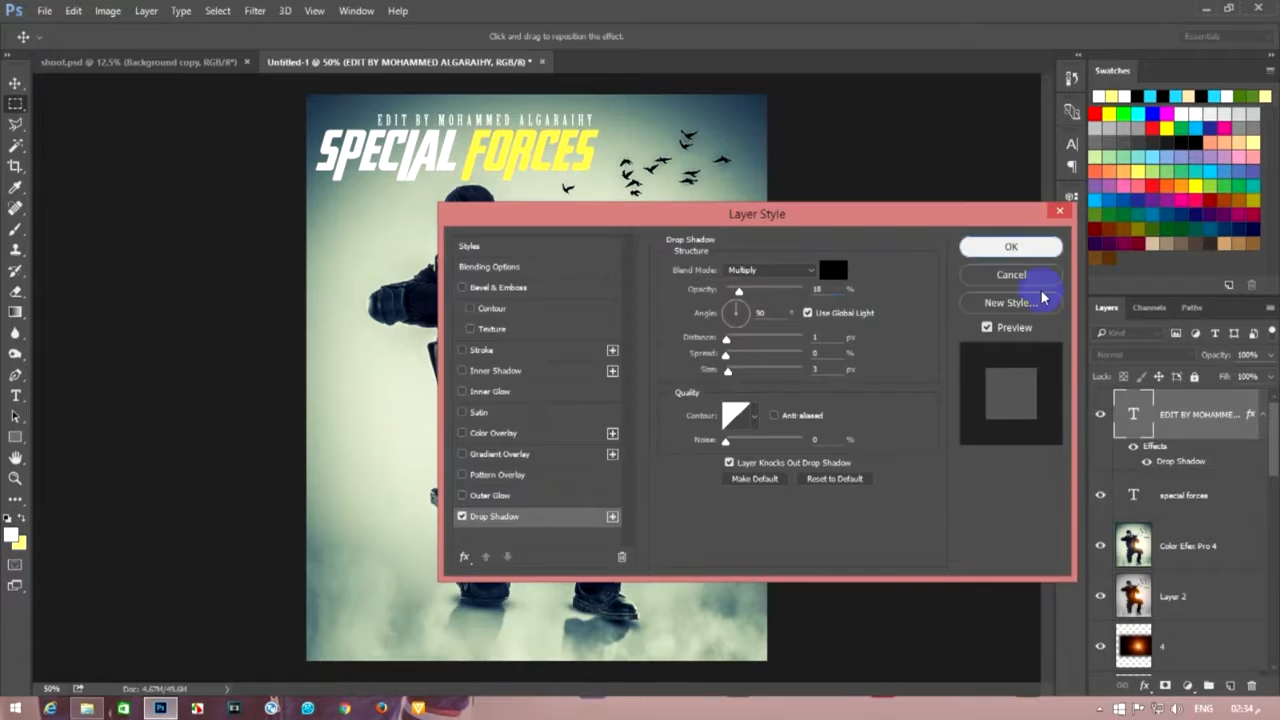 Ps File Edit Image Layer Type Select Filter 3D View Window Help
Click and drag to reposition the effect.
Essentials
shoot.psd @ 12.5% (Background copy, RGB/8*) ×
Untitled-1 @ 50% (EDIT BY MOHAMMED ALGARAIHY, RGB/8) * ×
Swatches
EDIT BY MOHAMMED ALGARAIHY
SPECIAL FORCES
Layer Style
Styles
Blending Options
Bevel & Emboss
Contour
Texture
Stroke
Inner Shadow
Inner Glow
Satin
Color Overlay
Gradient Overlay
Pattern Overlay
Outer Glow
Drop Shadow
fx
Drop Shadow
Structure
Blend Mode: Multiply
Opacity: 18 %
Angle: 90 ° Use Global Light
Distance: 1 px
Spread: 0 %
Size: 3 px
Quality
Contour: Anti-aliased
Noise: 0 %
Layer Knocks Out Drop Shadow
Make Default Reset to Default
OK
Cancel
New Style...
Preview
Layers Channels Paths
Kind
Normal Opacity: 100%
Lock: Fill: 100%
T EDIT BY MOHAMME... fx
Effects
Drop Shadow
T special forces
Color Efex Pro 4
Layer 2
4
50% Doc: 4.67M/49.6M
ENG 02:34 م